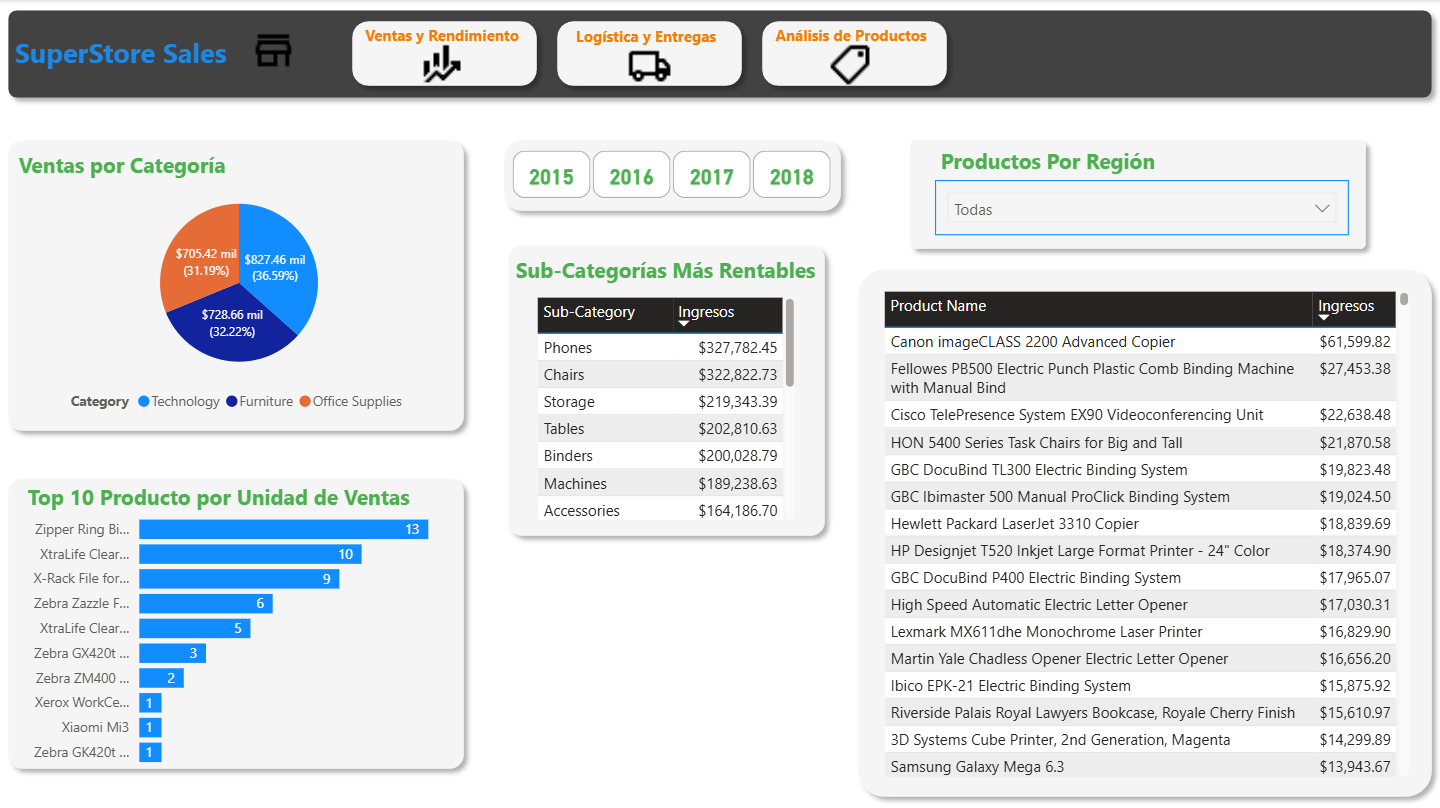 SuperStore Sales
Ventas y Rendimiento
Logística y Entregas
Análisis de Productos
Ventas por Categoría
$705.42 mil
(31.19%)
$827.46 mil
(36.59%)
$728.66 mil
(32.22%)
Category Technology Furniture Office Supplies
Top 10 Producto por Unidad de Ventas
Zipper Ring Bi... 13
XtraLife Clear... 10
X-Rack File for... 9
Zebra Zazzle F... 6
XtraLife Clear... 5
Zebra GX420t ... 3
Zebra ZM400 ... 2
Xerox WorkCe... 1
Xiaomi Mi3 1
Zebra GK420t ... 1
2015 2016 2017 2018
Sub-Categorías Más Rentables
Sub-Category Ingresos
Phones $327,782.45
Chairs $322,822.73
Storage $219,343.39
Tables $202,810.63
Binders $200,028.79
Machines $189,238.63
Accessories $164,186.70
Productos Por Región
Todas
Product Name Ingresos
Canon imageCLASS 2200 Advanced Copier $61,599.82
Fellowes PB500 Electric Punch Plastic Comb Binding Machine $27,453.38
with Manual Bind
Cisco TelePresence System EX90 Videoconferencing Unit $22,638.48
HON 5400 Series Task Chairs for Big and Tall $21,870.58
GBC DocuBind TL300 Electric Binding System $19,823.48
GBC Ibimaster 500 Manual ProClick Binding System $19,024.50
Hewlett Packard LaserJet 3310 Copier $18,839.69
HP Designjet T520 Inkjet Large Format Printer - 24" Color $18,374.90
GBC DocuBind P400 Electric Binding System $17,965.07
High Speed Automatic Electric Letter Opener $17,030.31
Lexmark MX611dhe Monochrome Laser Printer $16,829.90
Martin Yale Chadless Opener Electric Letter Opener $16,656.20
Ibico EPK-21 Electric Binding System $15,875.92
Riverside Palais Royal Lawyers Bookcase, Royale Cherry Finish $15,610.97
3D Systems Cube Printer, 2nd Generation, Magenta $14,299.89
Samsung Galaxy Mega 6.3 $13,943.67